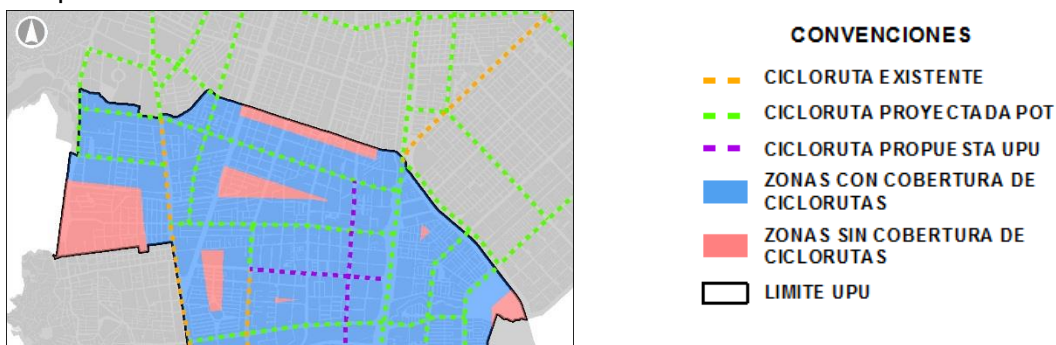 CONVENCIONES
CICLORUTA EXISTENTE
CICLORUTA PROYECTADA POT
CICLORUTA PROPUESTA UPU
ZONAS CON COBERTURA DE
CICLORUTAS
ZONAS SIN COBERTURA DE
CICLORUTAS
LIMITE UPU